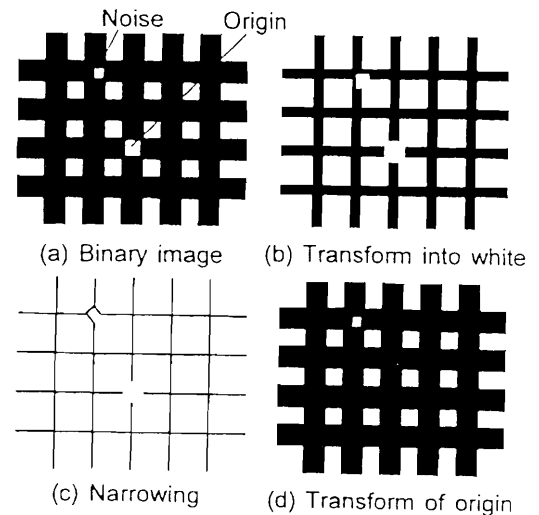 Noise Origin
(a) Binary image
(b) Transform into white
(c) Narrowing
(d) Transform of origin